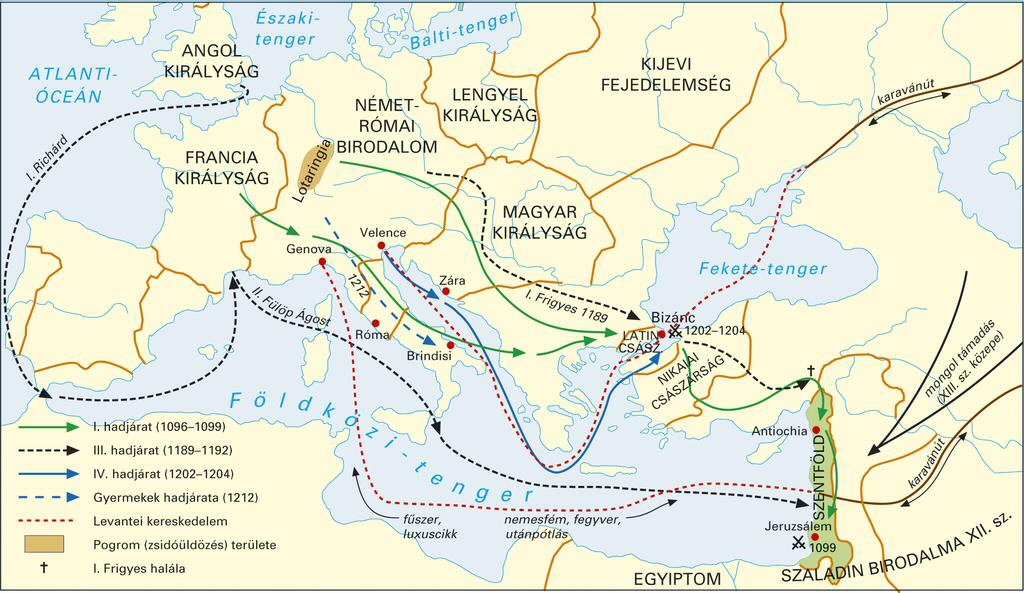 Északi-
tenger
Balti-tenger
ATLANTI-
ÓCEÁN
ANGOL
KIRÁLYSÁG
KIJEVI
FEJEDELEMSÉG
LENGYEL
KIRÁLYSÁG
NÉMET-
RÓMAI
BIRODALOM
karavánút
I. Richárd
FRANCIA
KIRÁLYSÁG
Lotaringia
MAGYAR
KIRÁLYSÁG
Velence
Genova
Fekete-tenger
Zára
1212
II. Fülöp Ágost
I. Frigyes 1189
Bizánc
1202–1204
LATIN
CSÁSZ.
Róma
Brindisi
NIKAIAI
CSÁSZÁRSÁG
mongol támadás
(XIII. sz. közepe)
Földközi-tenger
Antiochia
SZENTFÖLD
karavánút
I. hadjárat (1096–1099)
III. hadjárat (1189–1192)
IV. hadjárat (1202–1204)
Gyermekek hadjárata (1212)
Levantei kereskedelem
Pogrom (zsidóüldözés) területe
I. Frigyes halála
fűszer,
luxuscikk
nemesfém, fegyver,
utánpótlás
Jeruzsálem
1099
EGYIPTOM
SZALADIN BIRODALMA XII. sz.